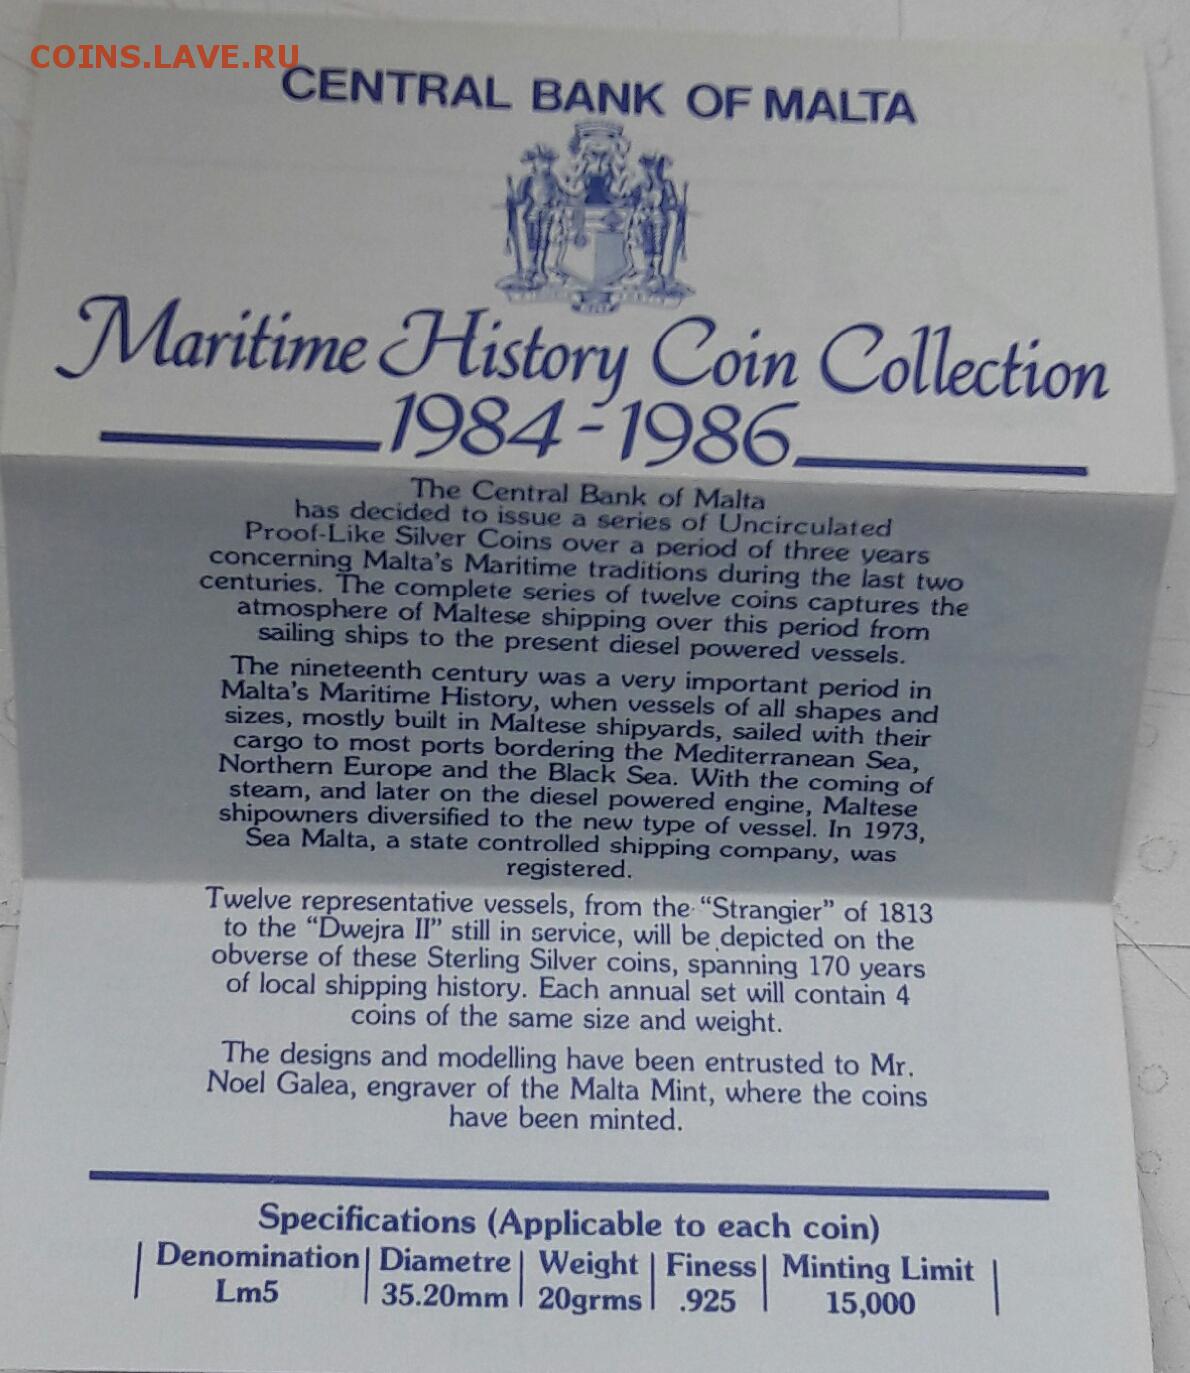 COINS.LAVE.RU
CENTRAL BANK OF MALTA
Maritime History Coin Collection
1984-1986
The Central Bank of Malta
has decided to issue a series of Uncirculated
Proof-Like Silver Coins over a period of three years
concerning Malta's Maritime traditions during the last two
centuries. The complete series of twelve coins captures the
atmosphere of Maltese shipping over this period from
sailing ships to the present diesel powered vessels.
The nineteenth century was a very important period in
Malta's Maritime History, when vessels of all shapes and
sizes, mostly built in Maltese shipyards, sailed with their
cargo to most ports bordering the Mediterranean Sea,
Northern Europe and the Black Sea. With the coming of
steam, and later on the diesel powered engine, Maltese
shipowners diversified to the new type of vessel. In 1973,
Sea Malta, a state controlled shipping company, was
registered.
Twelve representative vessels, from the "Strangier" of 1813
to the "Dwejra II" still in service, will be depicted on the
obverse of these Sterling Silver coins, spanning 170 years
of local shipping history. Each annual set will contain 4
coins of the same size and weight.
The designs and modelling have been entrusted to Mr.
Noel Galea, engraver of the Malta Mint, where the coins
have been minted.
Specifications (Applicable to each coin)
Denomination Diametre Weight Finess Minting Limit
Lm5 35.20mm 20grms .925 15,000